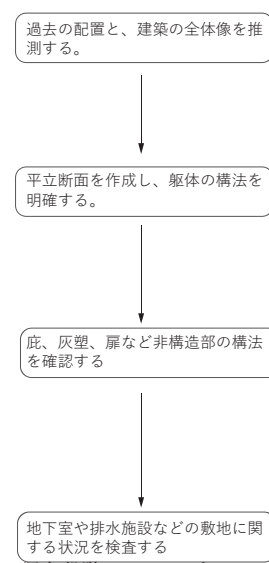 過去の配置と、建築の全体像を推
測する。
平立断面を作成し、躯体の構法を
明確する。
庇、灰塑、扉など非構造部の構法
を確認する
地下室や排水施設などの敷地に関
する状況を検査する